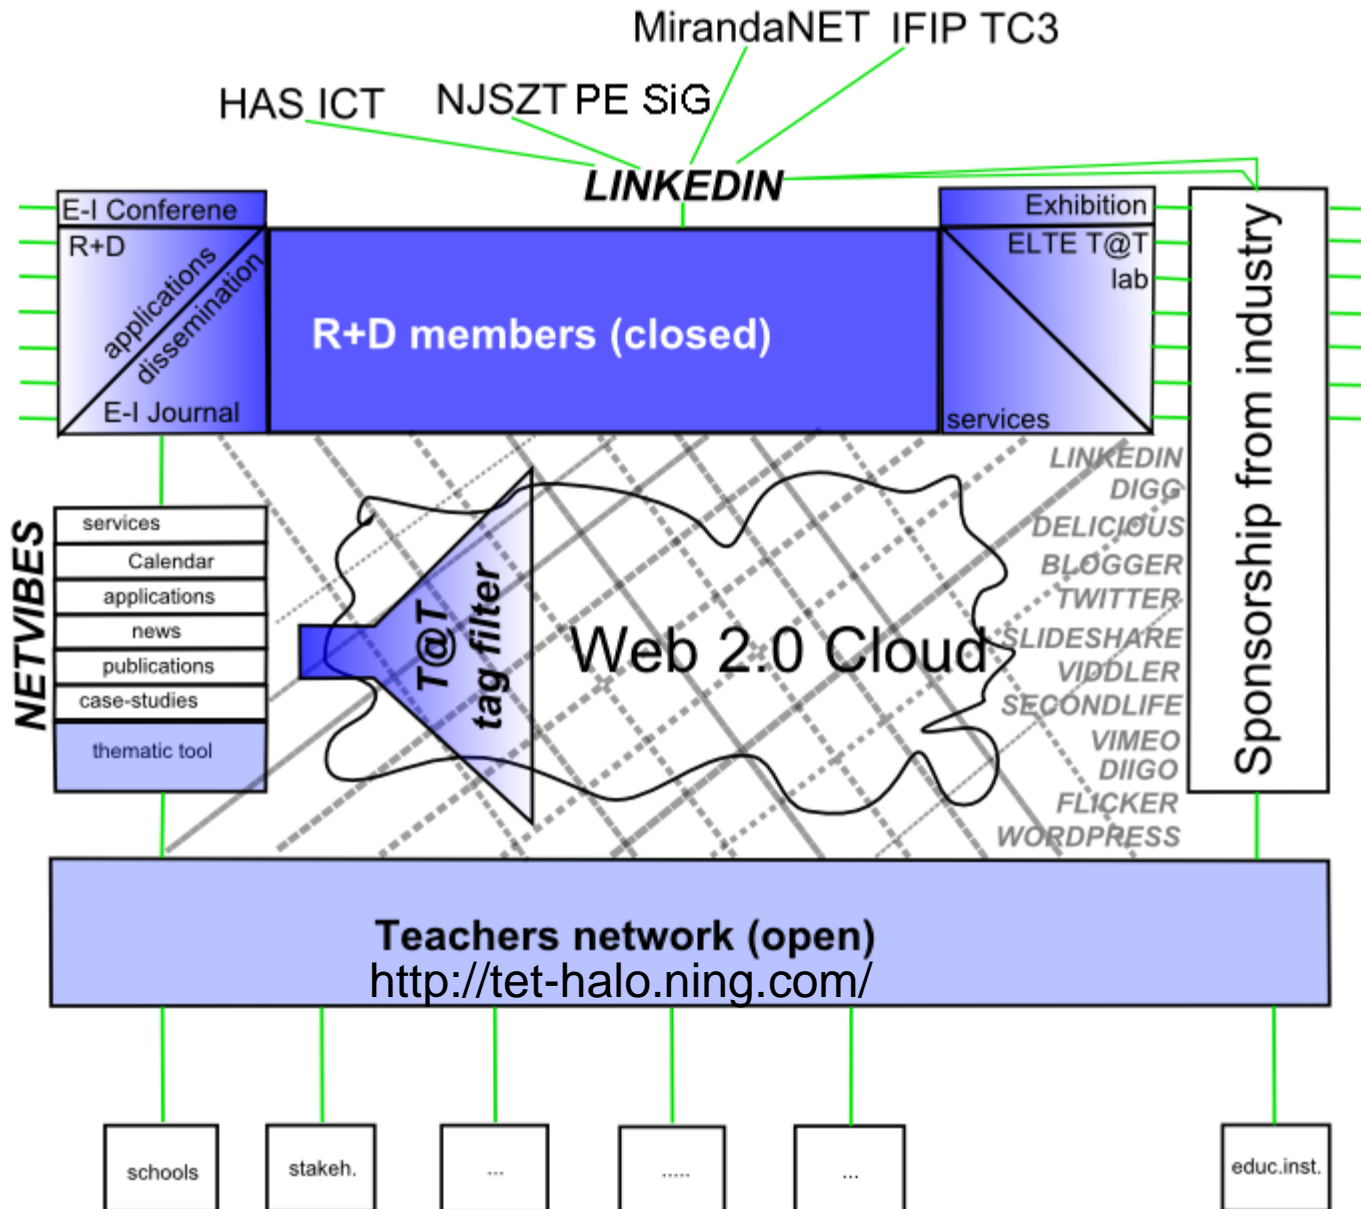 MirandaNET IFIP TC3
HAS ICT NJSZT PE SiG
LINKEDIN
E-I Conferene
R+D
applications
dissemination
E-I Journal
R+D members (closed)
Exhibition
ELTE T@T
lab
services
Sponsorship from industry
NETVIBES
services
Calendar
applications
news
publications
case-studies
thematic tool
T@T
tag filter
Web 2.0 Cloud
LINKEDIN
DIGG
DELICIOUS
BLOGGER
TWITTER
SLIDESHARE
VIDDLER
SECONDLIFE
VIMEO
DIIGO
FLICKER
WORDPRESS
Teachers network (open)
http://tet-halo.ning.com/
schools
stakeh.
...
.....
...
educ.inst.